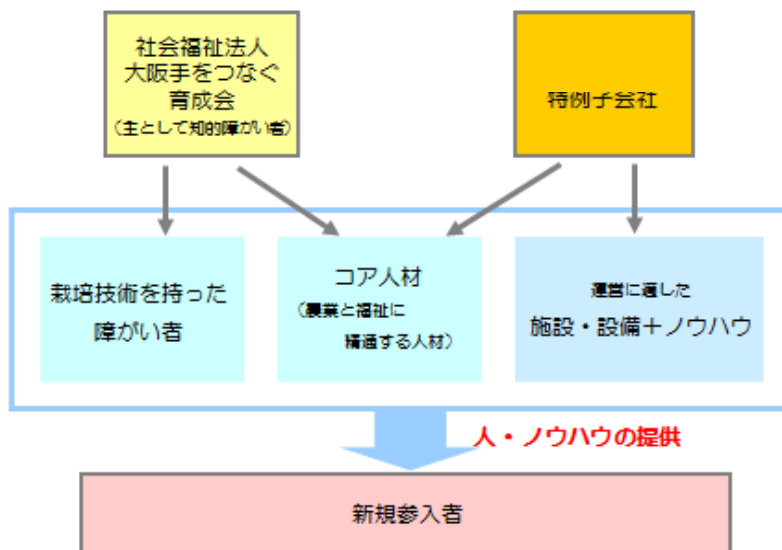 社会福祉法人
大阪手をつなぐ
育成会
（主として知的障がい者）
特例子会社
栽培技術を持った
障がい者
コア人材
（農業と福祉に
精通する人材）
運営に適した
施設・設備＋ノウハウ
人・ノウハウの提供
新規参入者